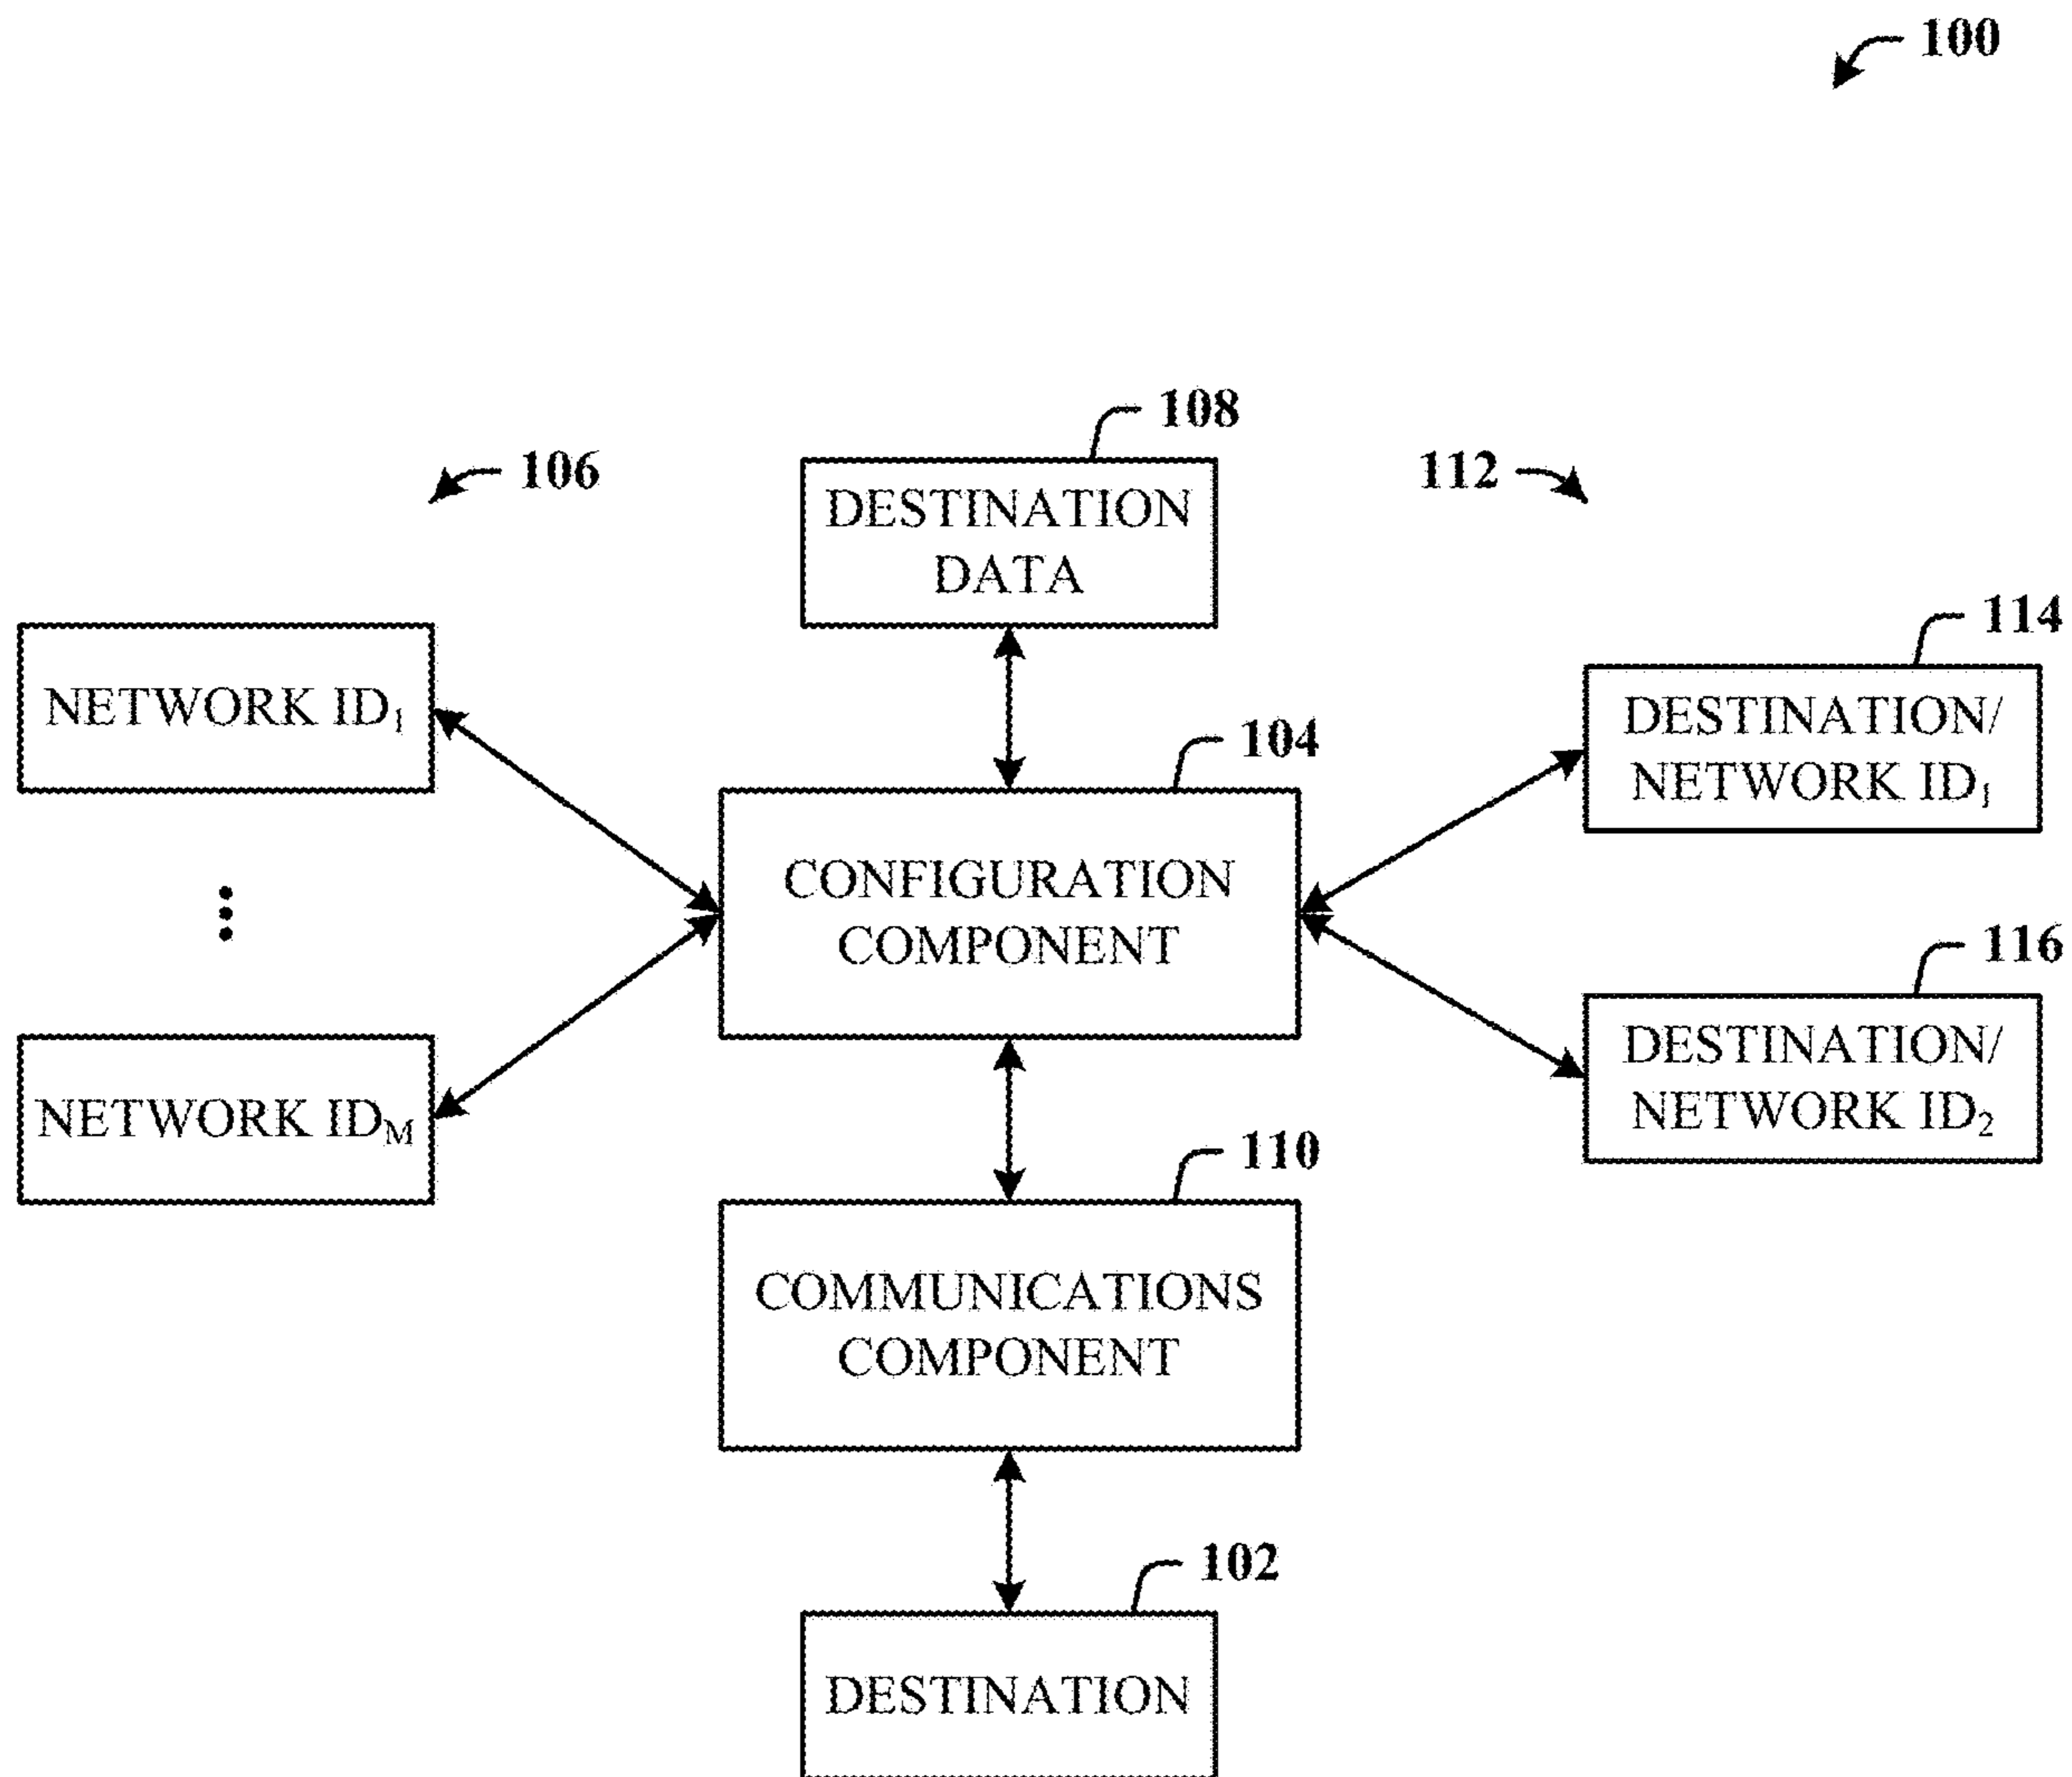 100
108
106
112
DESTINATION
DATA
114
NETWORK ID₁
DESTINATION/
NETWORK ID₁
104
CONFIGURATION
COMPONENT
116
DESTINATION/
NETWORK ID₂
NETWORK IDM
110
COMMUNICATIONS
COMPONENT
102
DESTINATION